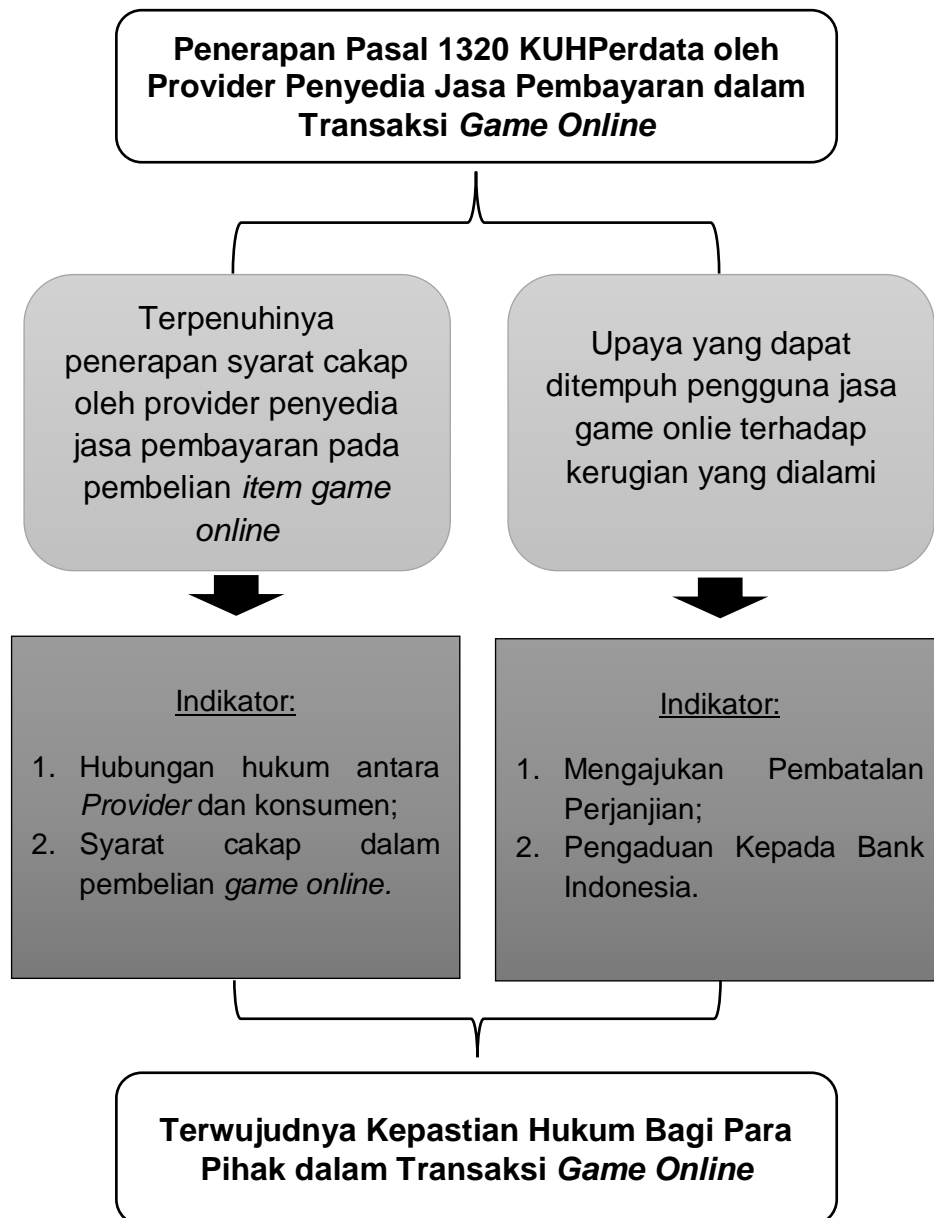 Penerapan Pasal 1320 KUHPerdata oleh
Provider Penyedia Jasa Pembayaran dalam
Transaksi Game Online
Terpenuhinya
penerapan syarat cakap
oleh provider penyedia
jasa pembayaran pada
pembelian item game
online
Upaya yang dapat
ditempuh pengguna jasa
game onlie terhadap
kerugian yang dialami
Indikator:
1. Hubungan hukum antara
Provider dan konsumen;
2. Syarat cakap dalam
pembelian game online.
Indikator:
1. Mengajukan Pembatalan
Perjanjian;
2. Pengaduan Kepada Bank
Indonesia.
Terwujudnya Kepastian Hukum Bagi Para
Pihak dalam Transaksi Game Online